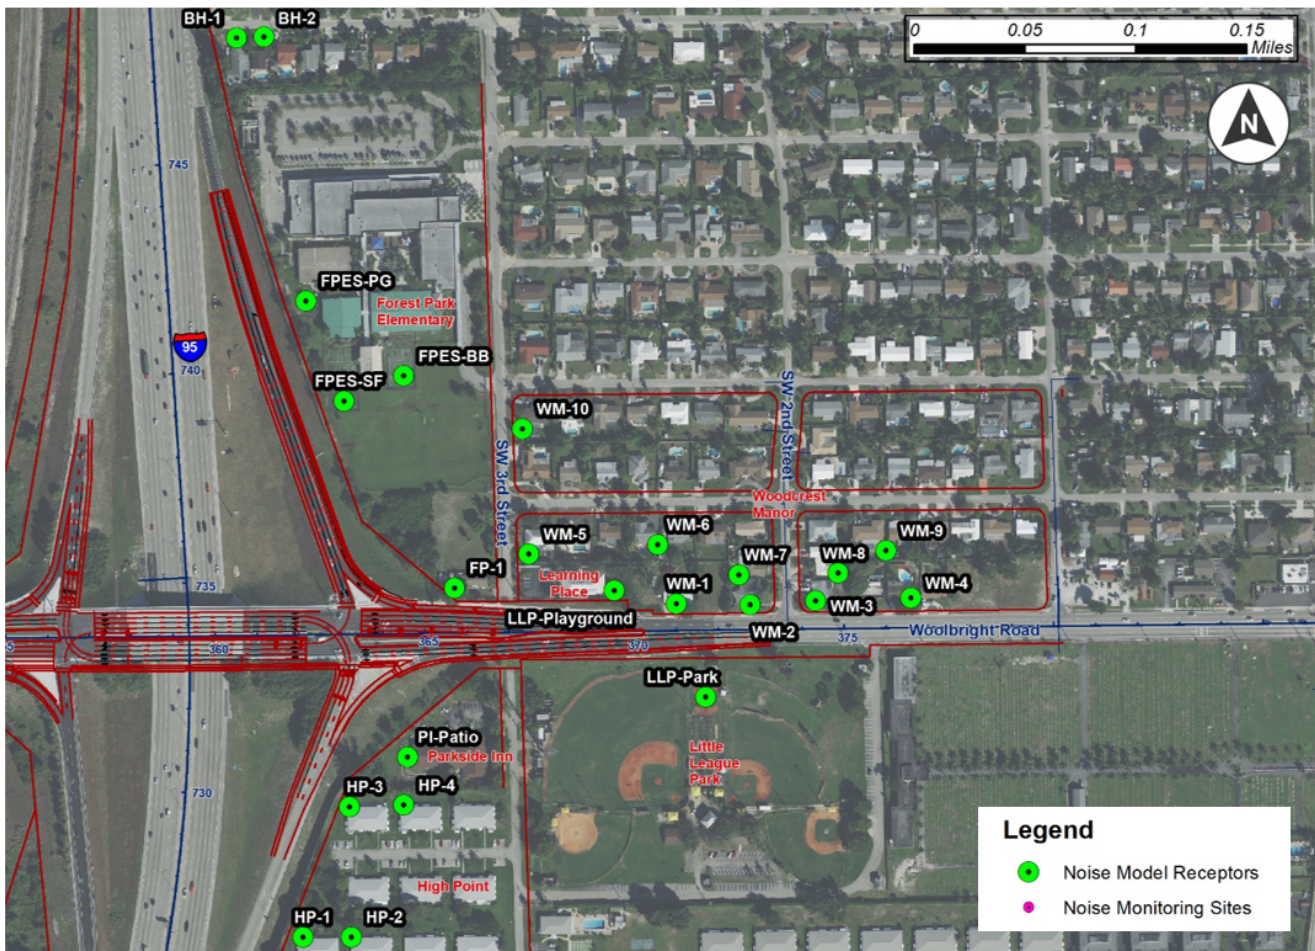 BH-1
BH-2
0 0.05 0.1 0.15
Miles
N
745
FPES-PG
Forest Park
Elementary
95
740
FPES-BB
FPES-SF
WM-10
SW 3rd Street
SW 2nd Street
Woodcrest
Manor
WM-5
WM-6
WM-7
WM-8
WM-9
735
FP-1
Learning
Place
WM-1
WM-3
WM-4
LLP-Playground
WM-2
360
365
370
375
Woolbright Road
LLP-Park
PI-Patio
Parkside Inn
Little
League
Park
730
HP-3
HP-4
High Point
HP-1
HP-2
Legend
Noise Model Receptors
Noise Monitoring Sites